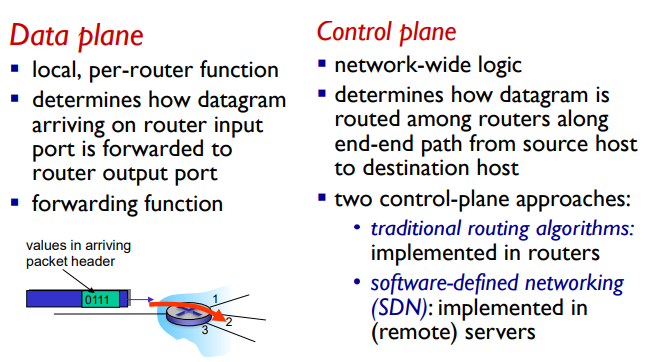 Data plane
▪ local, per-router function
▪ determines how datagram
arriving on router input
port is forwarded to
router output port
▪ forwarding function
values in arriving
packet header
0111
1
2
3
Control plane
▪ network-wide logic
▪ determines how datagram is
routed among routers along
end-end path from source host
to destination host
▪ two control-plane approaches:
• traditional routing algorithms:
implemented in routers
• software-defined networking
(SDN): implemented in
(remote) servers